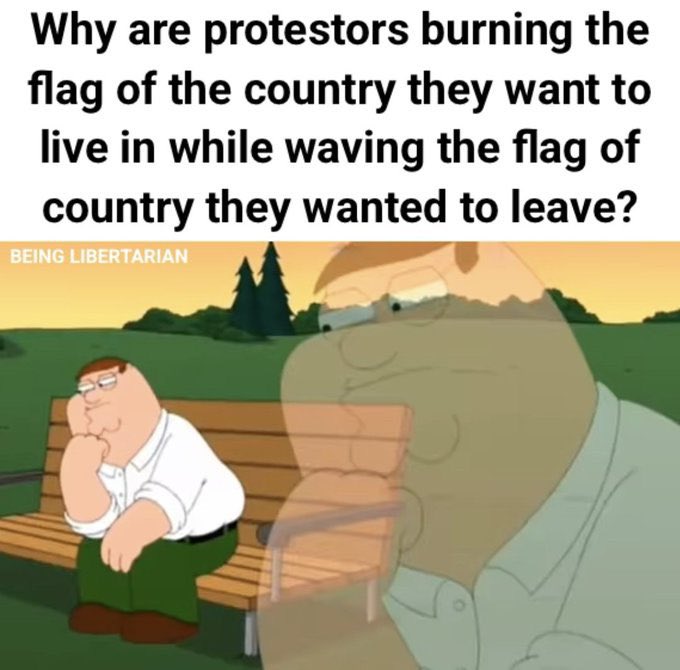 Why are protestors burning the
flag of the country they want to
live in while waving the flag of
country they wanted to leave?
BEING LIBERTARIAN